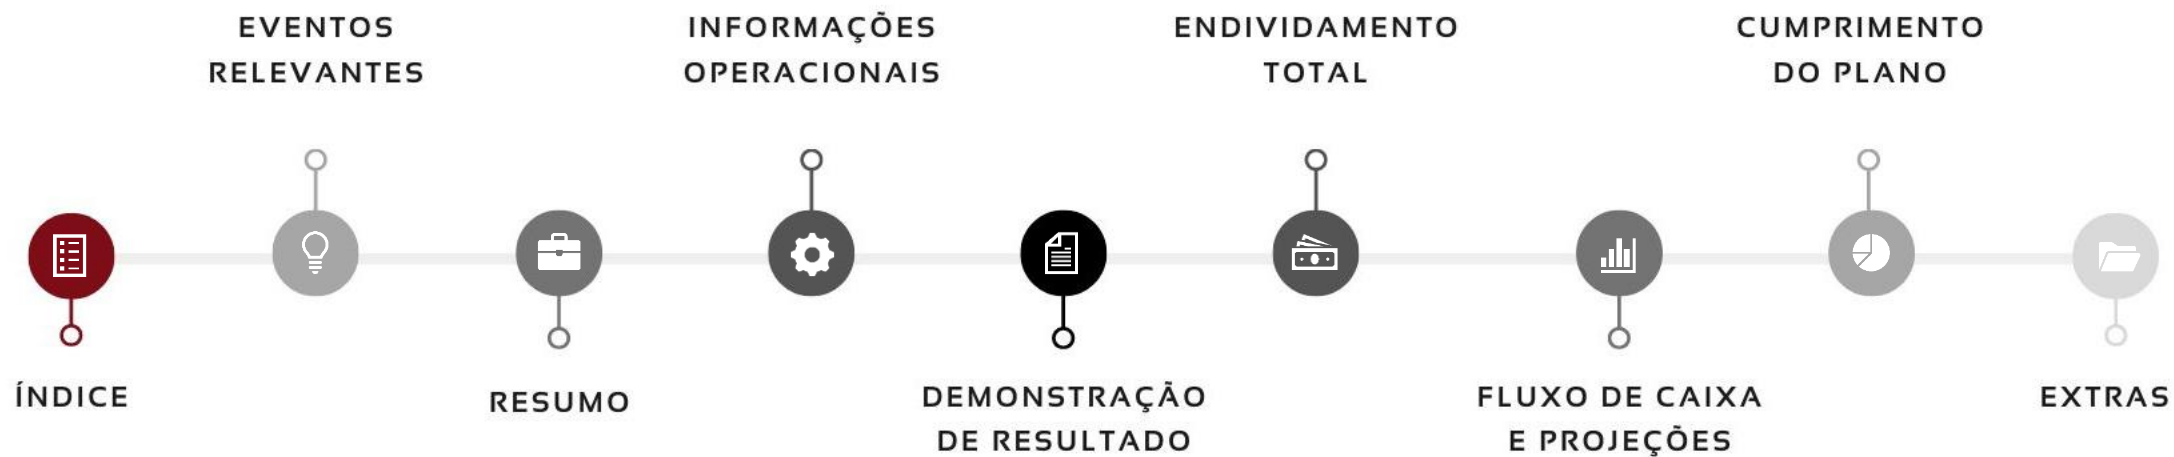 EVENTOS
RELEVANTES
INFORMAÇÕES
OPERACIONAIS
ENDIVIDAMENTO
TOTAL
CUMPRIMENTO
DO PLANO
ÍNDICE
RESUMO
DEMONSTRAÇÃO
DE RESULTADO
FLUXO DE CAIXA
E PROJEÇÕES
EXTRAS